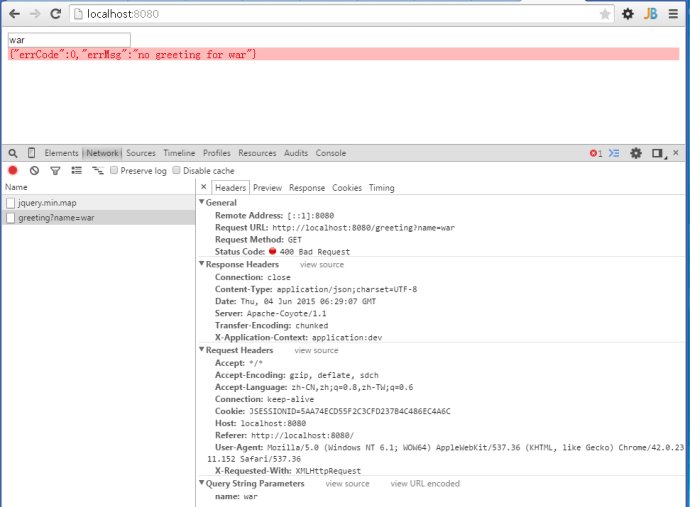 localhost:8080
war
{"errCode":0,"errMsg":"no greeting for war"}
Elements Network Sources Timeline Profiles Resources Audits Console 1
Preserve log Disable cache
Name
jquery.min.map
greeting?name=war
× Headers Preview Response Cookies Timing
General
Remote Address: [::1]:8080
Request URL: http://localhost:8080/greeting?name=war
Request Method: GET
Status Code: 400 Bad Request
Response Headers view source
Connection: close
Content-Type: application/json;charset=UTF-8
Date: Thu, 04 Jun 2015 06:29:07 GMT
Server: Apache-Coyote/1.1
Transfer-Encoding: chunked
X-Application-Context: application:dev
Request Headers view source
Accept: */*
Accept-Encoding: gzip, deflate, sdch
Accept-Language: zh-CN,zh;q=0.8,zh-TW;q=0.6
Connection: keep-alive
Cookie: JSESSIONID=5AA74ECD55F2C3CFD237B4C486EC4A6C
Host: localhost:8080
Referer: http://localhost:8080/
User-Agent: Mozilla/5.0 (Windows NT 6.1; WOW64) AppleWebKit/537.36 (KHTML, like Gecko) Chrome/42.0.23
11.152 Safari/537.36
X-Requested-With: XMLHttpRequest
Query String Parameters view source view URL encoded
name: war